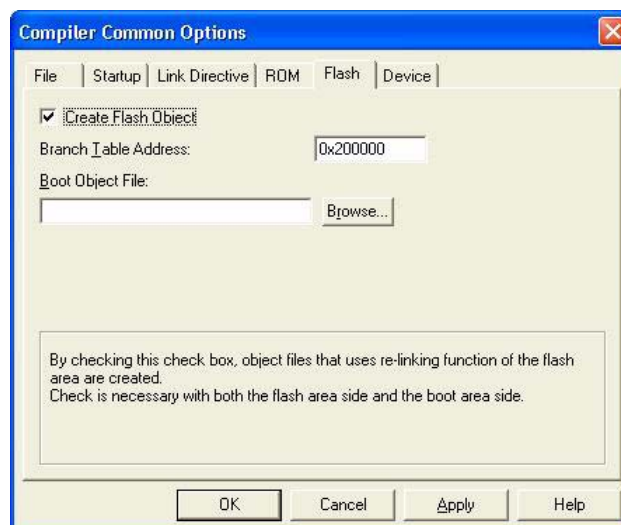 Compiler Common Options
File Startup Link Directive ROM Flash Device
Create Flash Object
Branch Table Address: 0x200000
Boot Object File:
Browse...
By checking this check box, object files that uses re-linking function of the flash
area are created.
Check is necessary with both the flash area side and the boot area side.
OK Cancel Apply Help